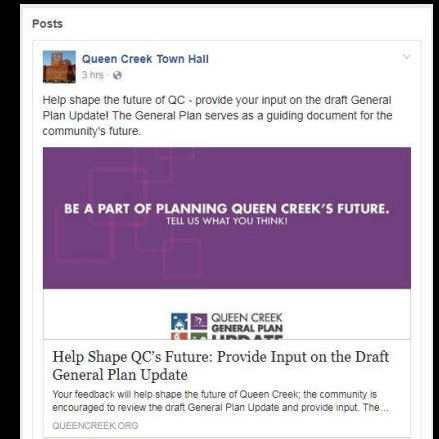 Posts
Queen Creek Town Hall
3 hrs ·
Help shape the future of QC - provide your input on the draft General
Plan Update! The General Plan serves as a guiding document for the
community's future.
BE A PART OF PLANNING QUEEN CREEK'S FUTURE.
TELL US WHAT YOU THINK!
QUEEN CREEK
GENERAL PLAN
UPDATE
Help Shape QC's Future: Provide Input on the Draft
General Plan Update
Your feedback will help shape the future of Queen Creek; the community is
encouraged to review the draft General Plan Update and provide input. The...
QUEENCREEK.ORG